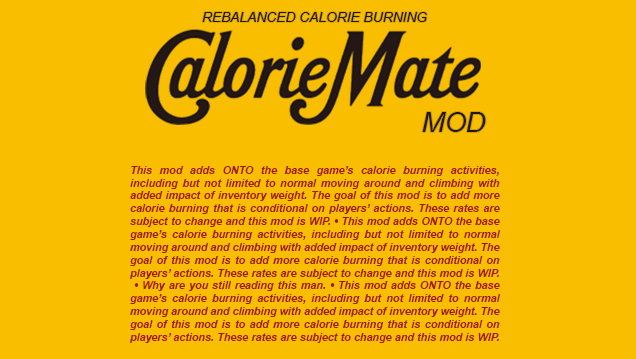 REBALANCED CALORIE BURNING
CalorieMate
MOD
This mod adds ONTO the base game's calorie burning activities,
including but not limited to normal moving around and climbing with
added impact of inventory weight. The goal of this mod is to add more
calorie burning that is conditional on players' actions. These rates are
subject to change and this mod is WIP. • This mod adds ONTO the base
game's calorie burning activities, including but not limited to normal
moving around and climbing with added impact of inventory weight. The
goal of this mod is to add more calorie burning that is conditional on
players' actions. These rates are subject to change and this mod is WIP.
• Why are you still reading this man. • This mod adds ONTO the base
game's calorie burning activities, including but not limited to normal
moving around and climbing with added impact of inventory weight. The
goal of this mod is to add more calorie burning that is conditional on
players' actions. These rates are subject to change and this mod is WIP.